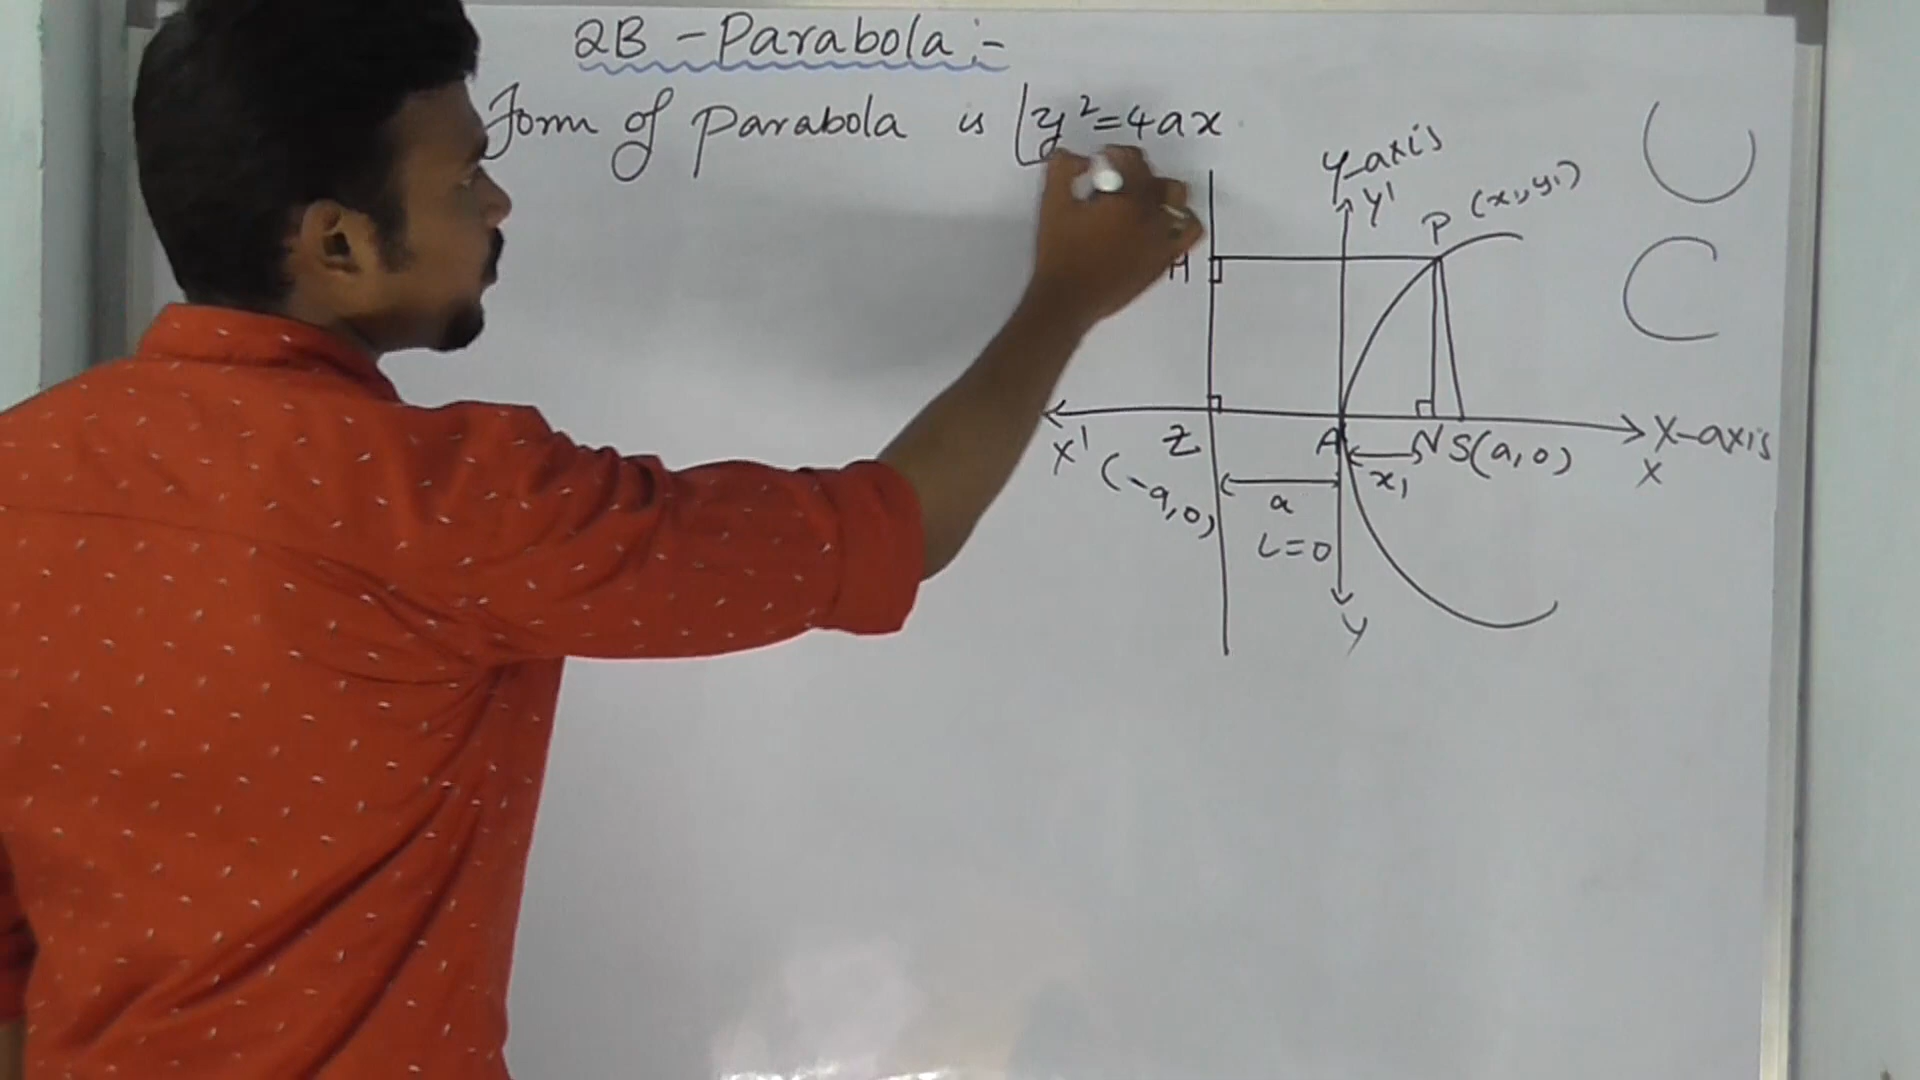 2B - Parabola :-
Form of parabola is y²=4ax
Y-axis
Y'
P (x₁, y₁)
Z A N S(a,0) X-axis
X' (-a,0) x₁ X
a
L=0
Y